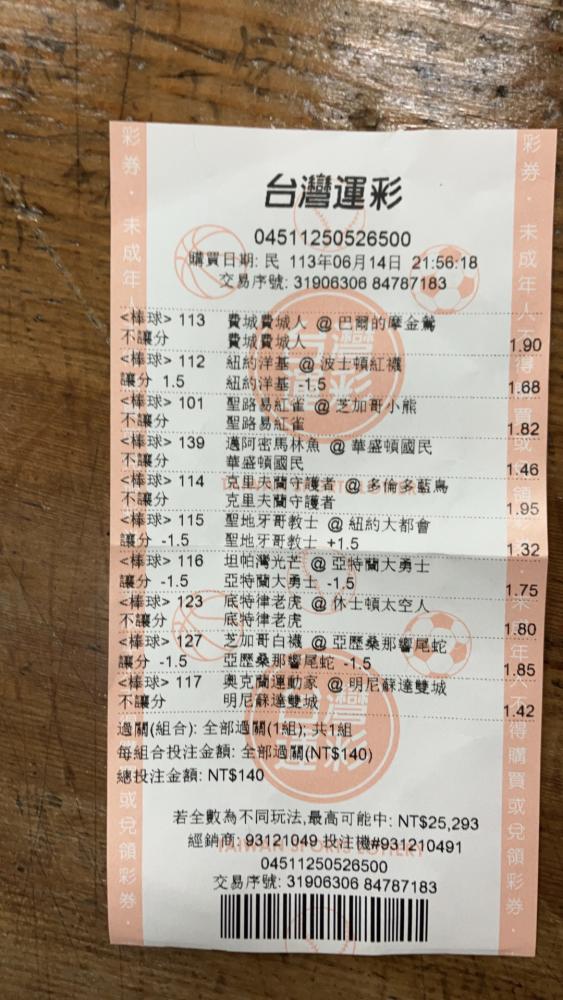 台灣運彩
04511250526500
購買日期: 民 113年06月14日 21:56:18
交易序號: 31906306 84787183
<棒球> 113 費城費城人 @ 巴爾的摩金鶯
不讓分 費城費城人 1.90
<棒球> 112 紐約洋基 @ 波士頓紅襪
讓分 1.5 紐約洋基 -1.5 1.68
<棒球> 101 聖路易紅雀 @ 芝加哥小熊
不讓分 聖路易紅雀 1.82
<棒球> 139 邁阿密馬林魚 @ 華盛頓國民
不讓分 華盛頓國民 1.46
<棒球> 114 克里夫蘭守護者 @ 多倫多藍鳥
不讓分 克里夫蘭守護者 1.95
<棒球> 115 聖地牙哥教士 @ 紐約大都會
讓分 -1.5 聖地牙哥教士 +1.5 1.32
<棒球> 116 坦帕灣光芒 @ 亞特蘭大勇士
讓分 -1.5 亞特蘭大勇士 -1.5 1.75
<棒球> 123 底特律老虎 @ 休士頓太空人
不讓分 底特律老虎 1.80
<棒球> 127 芝加哥白襪 @ 亞歷桑那響尾蛇
讓分 -1.5 亞歷桑那響尾蛇 -1.5 1.85
<棒球> 117 奧克蘭運動家 @ 明尼蘇達雙城
不讓分 明尼蘇達雙城 1.42
過關(組合): 全部過關(1組); 共1組
每組合投注金額: 全部過關(NT$140)
總投注金額: NT$140
若全數為不同玩法,最高可能中: NT$25,293
經銷商: 93121049 投注機#931210491
TAIWAN SPORTS LOTTERY
04511250526500
交易序號: 31906306 84787183
彩券・未成年人
或兌領彩券・
彩券・未成年人不得購買或
年人不得購買或兌領彩券・